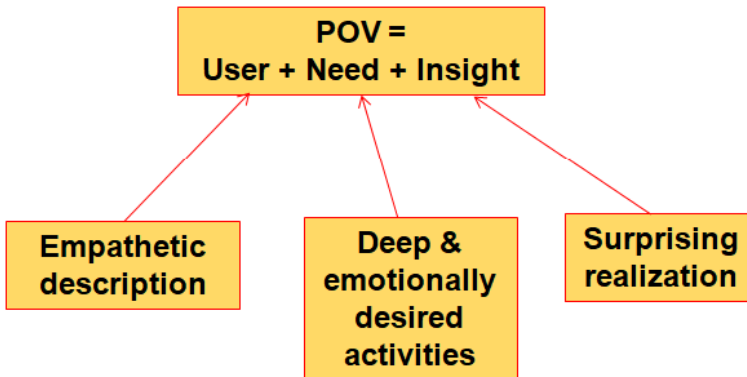 POV =
User + Need + Insight
Empathetic
description
Deep &
emotionally
desired
activities
Surprising
realization